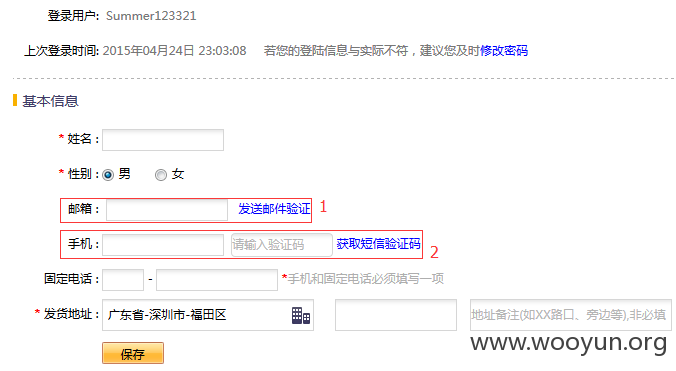 登录用户: Summer123321
上次登录时间: 2015年04月24日 23:03:08 若您的登陆信息与实际不符，建议您及时修改密码
基本信息
* 姓名：
* 性别： 男 女
邮箱： 发送邮件验证 1
手机： 请输入验证码 获取短信验证码 2
固定电话： - *手机和固定电话必须填写一项
* 发货地址： 广东省-深圳市-福田区 地址备注(如XX路口、旁边等),非必填
www.wooyun.org
保存